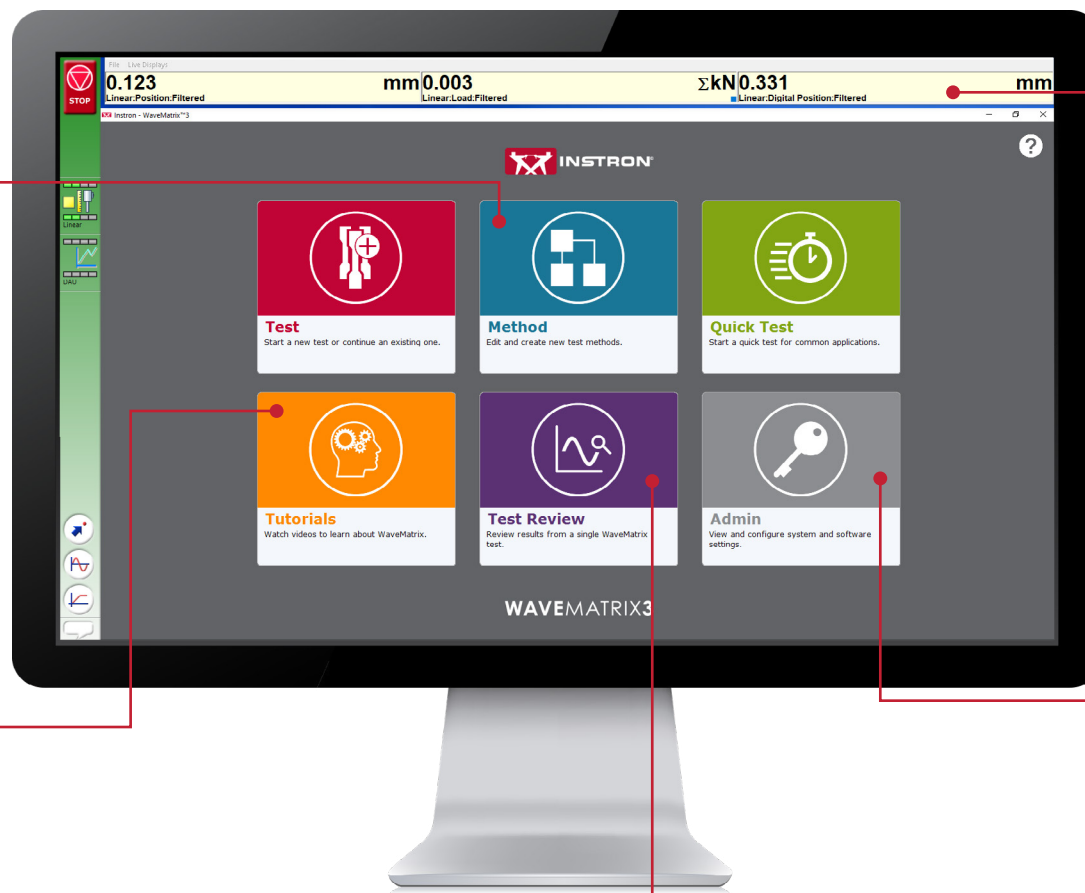 File Live Displays
STOP
0.123 mm
Linear:Position:Filtered
0.003 ΣkN
Linear:Load:Filtered
0.331 mm
Linear:Digital Position:Filtered
Instron - WaveMatrix™3
?
INSTRON®
Linear
UAU
Test
Start a new test or continue an existing one.
Method
Edit and create new test methods.
Quick Test
Start a quick test for common applications.
Tutorials
Watch videos to learn about WaveMatrix.
Test Review
Review results from a single WaveMatrix
test.
Admin
View and configure system and software
settings.
WAVEMATRIX3